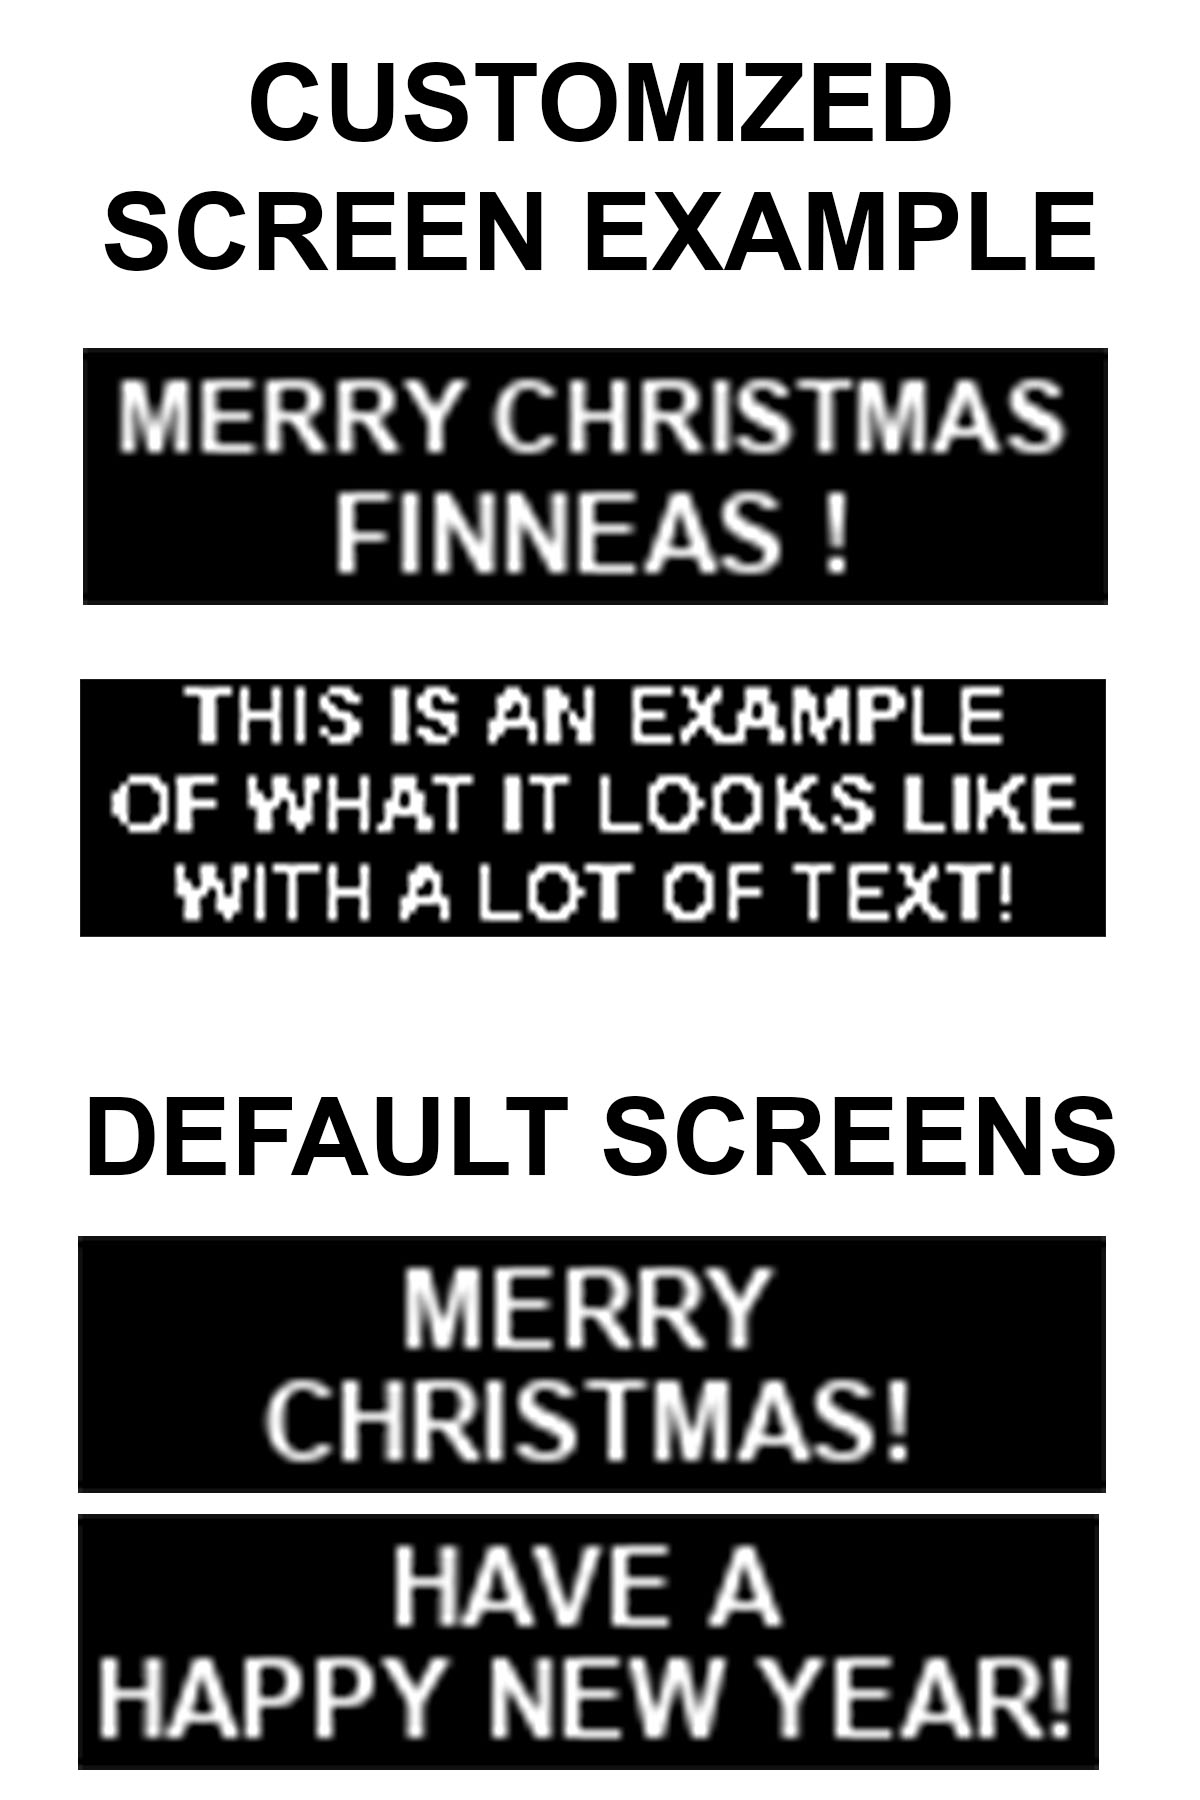 CUSTOMIZED
SCREEN EXAMPLE
MERRY CHRISTMAS
FINNEAS !
THIS IS AN EXAMPLE
OF WHAT IT LOOKS LIKE
WITH A LOT OF TEXT!
DEFAULT SCREENS
MERRY
CHRISTMAS!
HAVE A
HAPPY NEW YEAR!